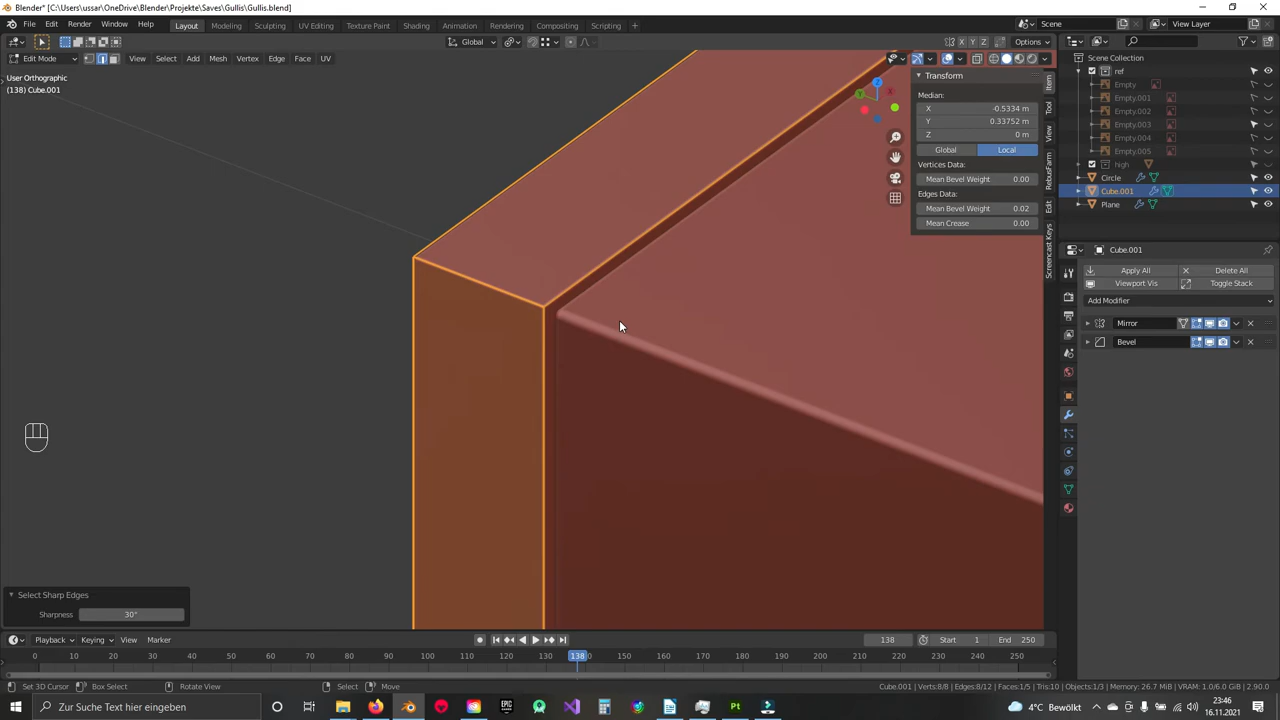 Blender* [C:\Users\ussar\OneDrive\Blender\Projekte\Saves\Gullis\Gullis.blend]
File Edit Render Window Help Layout Modeling Sculpting UV Editing Texture Paint Shading Animation Rendering Compositing Scripting Scene View Layer
Global X Y Z Options
Edit Mode View Select Add Mesh Vertex Edge Face UV
User Orthographic
(138) Cube.001
Transform
Median:
X -0.5334 m
Y 0.33752 m
Z 0 m
Global Local
Vertices Data:
Mean Bevel Weight 0.00
Edges Data:
Mean Bevel Weight 0.02
Mean Crease 0.00
Item
Tool
View
RebusFarm
Edit
Screencast Keys
Z
Y
X
Scene Collection
ref
Empty
Empty.001
Empty.002
Empty.003
Empty.004
Empty.005
high
Circle
Cube.001
Plane
Cube.001
Apply All Delete All
Viewport Vis Toggle Stack
Add Modifier
Mirror
Bevel
Select Sharp Edges
Sharpness 30°
Playback Keying View Marker 138 Start 1 End 250
0 10 20 30 40 50 60 70 80 90 100 110 120 130 138 150 160 170 180 190 200 210 220 230 240 250
Set 3D Cursor Box Select Rotate View Select Move Cube.001 | Verts:8/8 | Edges:8/12 | Faces:1/5 | Tris:10 | Objects:1/3 | Memory: 26.7 MiB | VRAM: 1.0/6.0 GiB | 2.90.0
Zur Suche Text hier eingeben
EPIC
Pt
4°C Bewölkt
23:46
16.11.2021